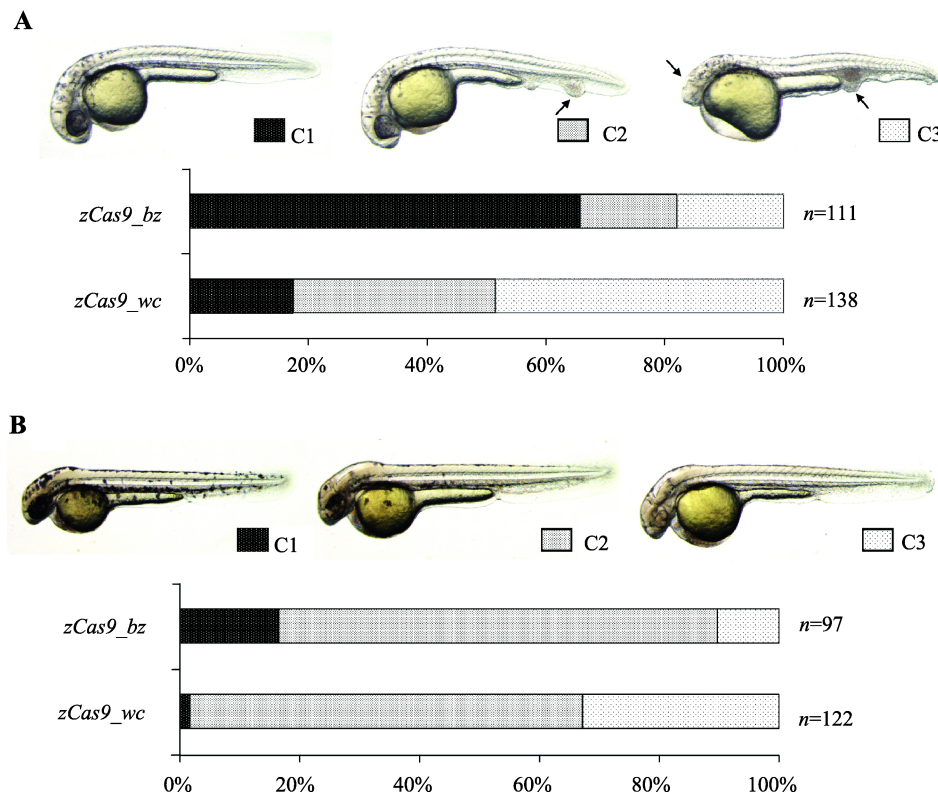 A
C1
C2
C3
zCas9_bz
n=111
zCas9_wc
n=138
0% 20% 40% 60% 80% 100%
B
C1
C2
C3
zCas9_bz
n=97
zCas9_wc
n=122
0% 20% 40% 60% 80% 100%